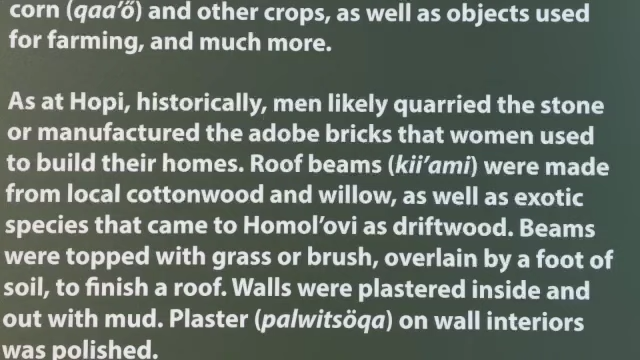 corn (qaa’ö) and other crops, as well as objects used
for farming, and much more.
As at Hopi, historically, men likely quarried the stone
or manufactured the adobe bricks that women used
to build their homes. Roof beams (kii’ami) were made
from local cottonwood and willow, as well as exotic
species that came to Homol’ovi as driftwood. Beams
were topped with grass or brush, overlain by a foot of
soil, to finish a roof. Walls were plastered inside and
out with mud. Plaster (palwitsöqa) on wall interiors
was polished.